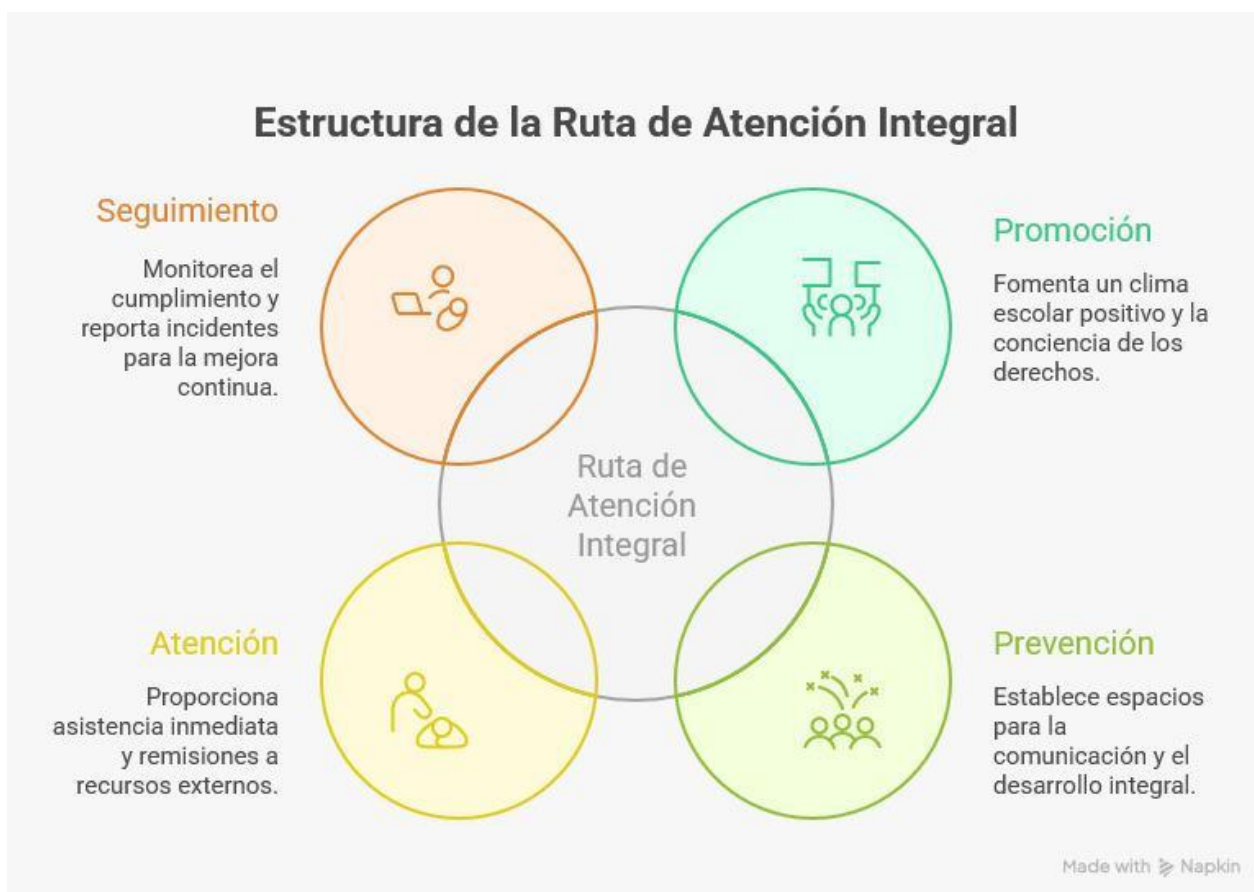 Estructura de la Ruta de Atención Integral
Seguimiento
Monitorea el
cumplimiento y
reporta incidentes
para la mejora
continua.
Promoción
Fomenta un clima
escolar positivo y la
conciencia de los
derechos.
Ruta de
Atención
Integral
Atención
Proporciona
asistencia inmediata
y remisiones a
recursos externos.
Prevención
Establece espacios
para la
comunicación y el
desarrollo integral.
Made with Napkin